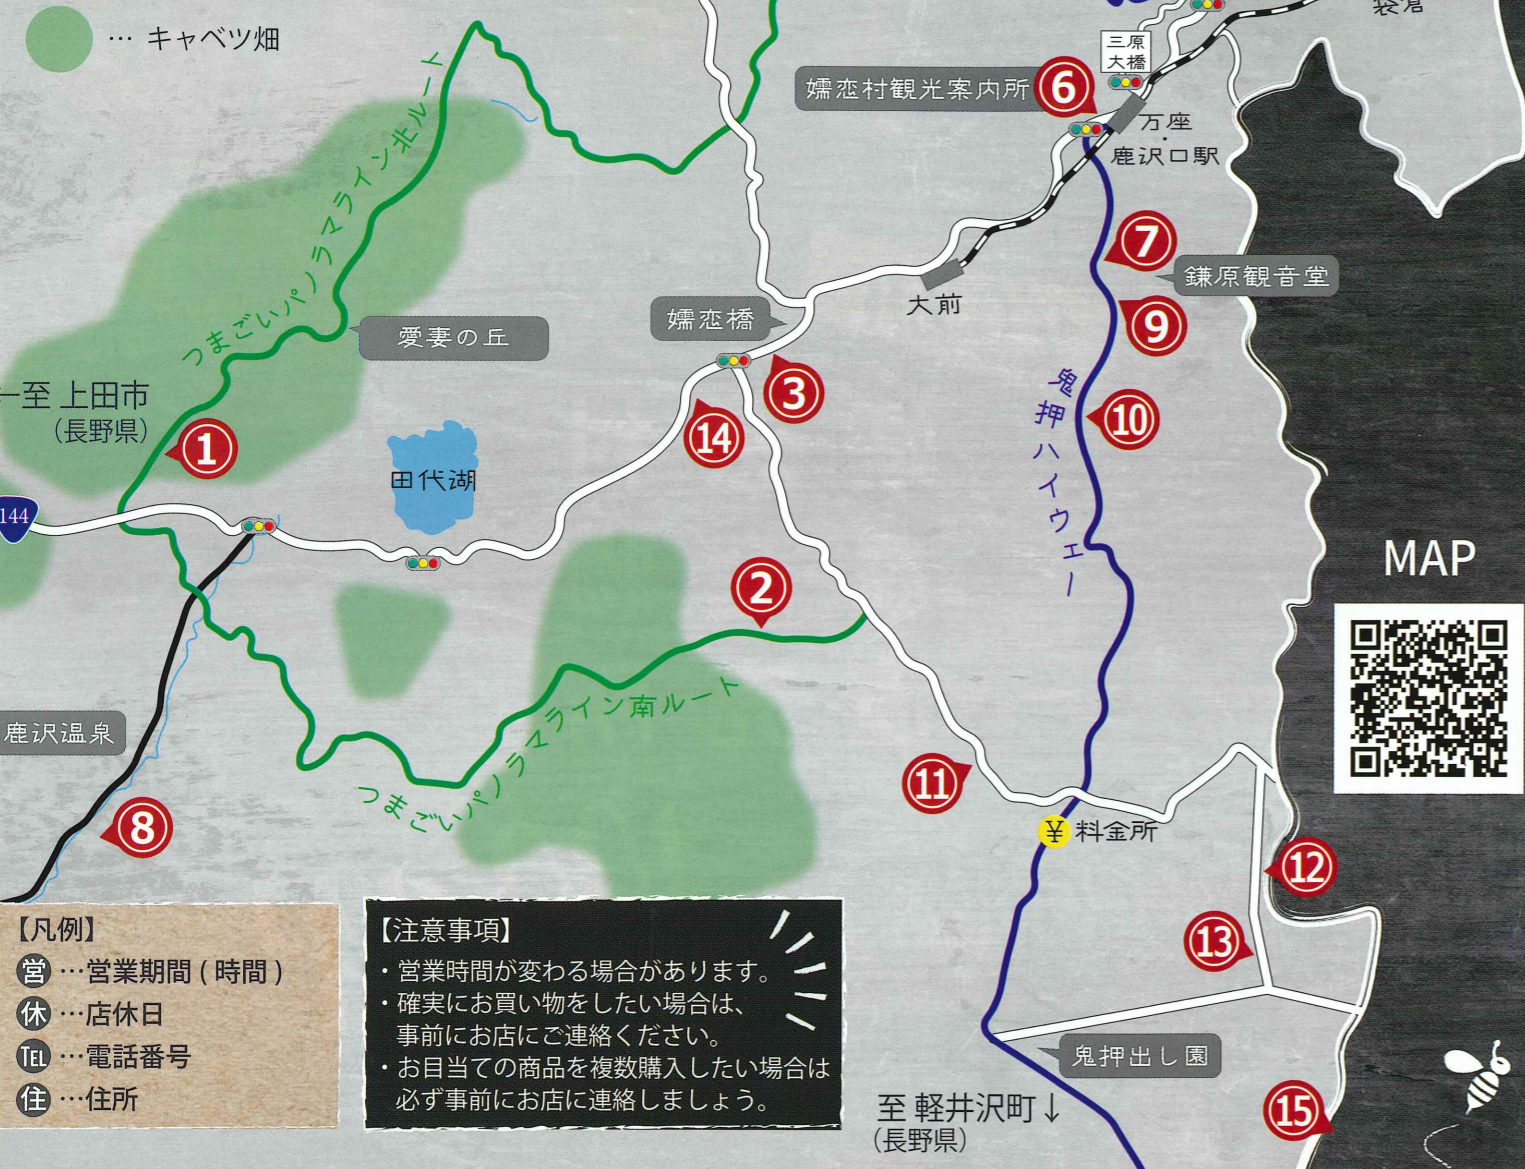 … キャベツ畑
袋倉
三原
大橋
嬬恋村観光案内所
6
万座
・
鹿沢口駅
つまごいパノラマライン北ルート
7
鎌原観音堂
大前
嬬恋橋
愛妻の丘
9
←至 上田市
（長野県）
3
10
鬼押ハイウェー
1
14
田代湖
144
MAP
2
つまごいパノラマライン南ルート
鹿沢温泉
11
8
¥ 料金所
12
13
鬼押出し園
15
至 軽井沢町↓
（長野県）
【凡例】
営 …営業期間(時間)
休 …店休日
TEL …電話番号
住 …住所
【注意事項】
・営業時間が変わる場合があります。
・確実にお買い物をしたい場合は、
事前にお店にご連絡ください。
・お目当ての商品を複数購入したい場合は
必ず事前にお店に連絡しましょう。